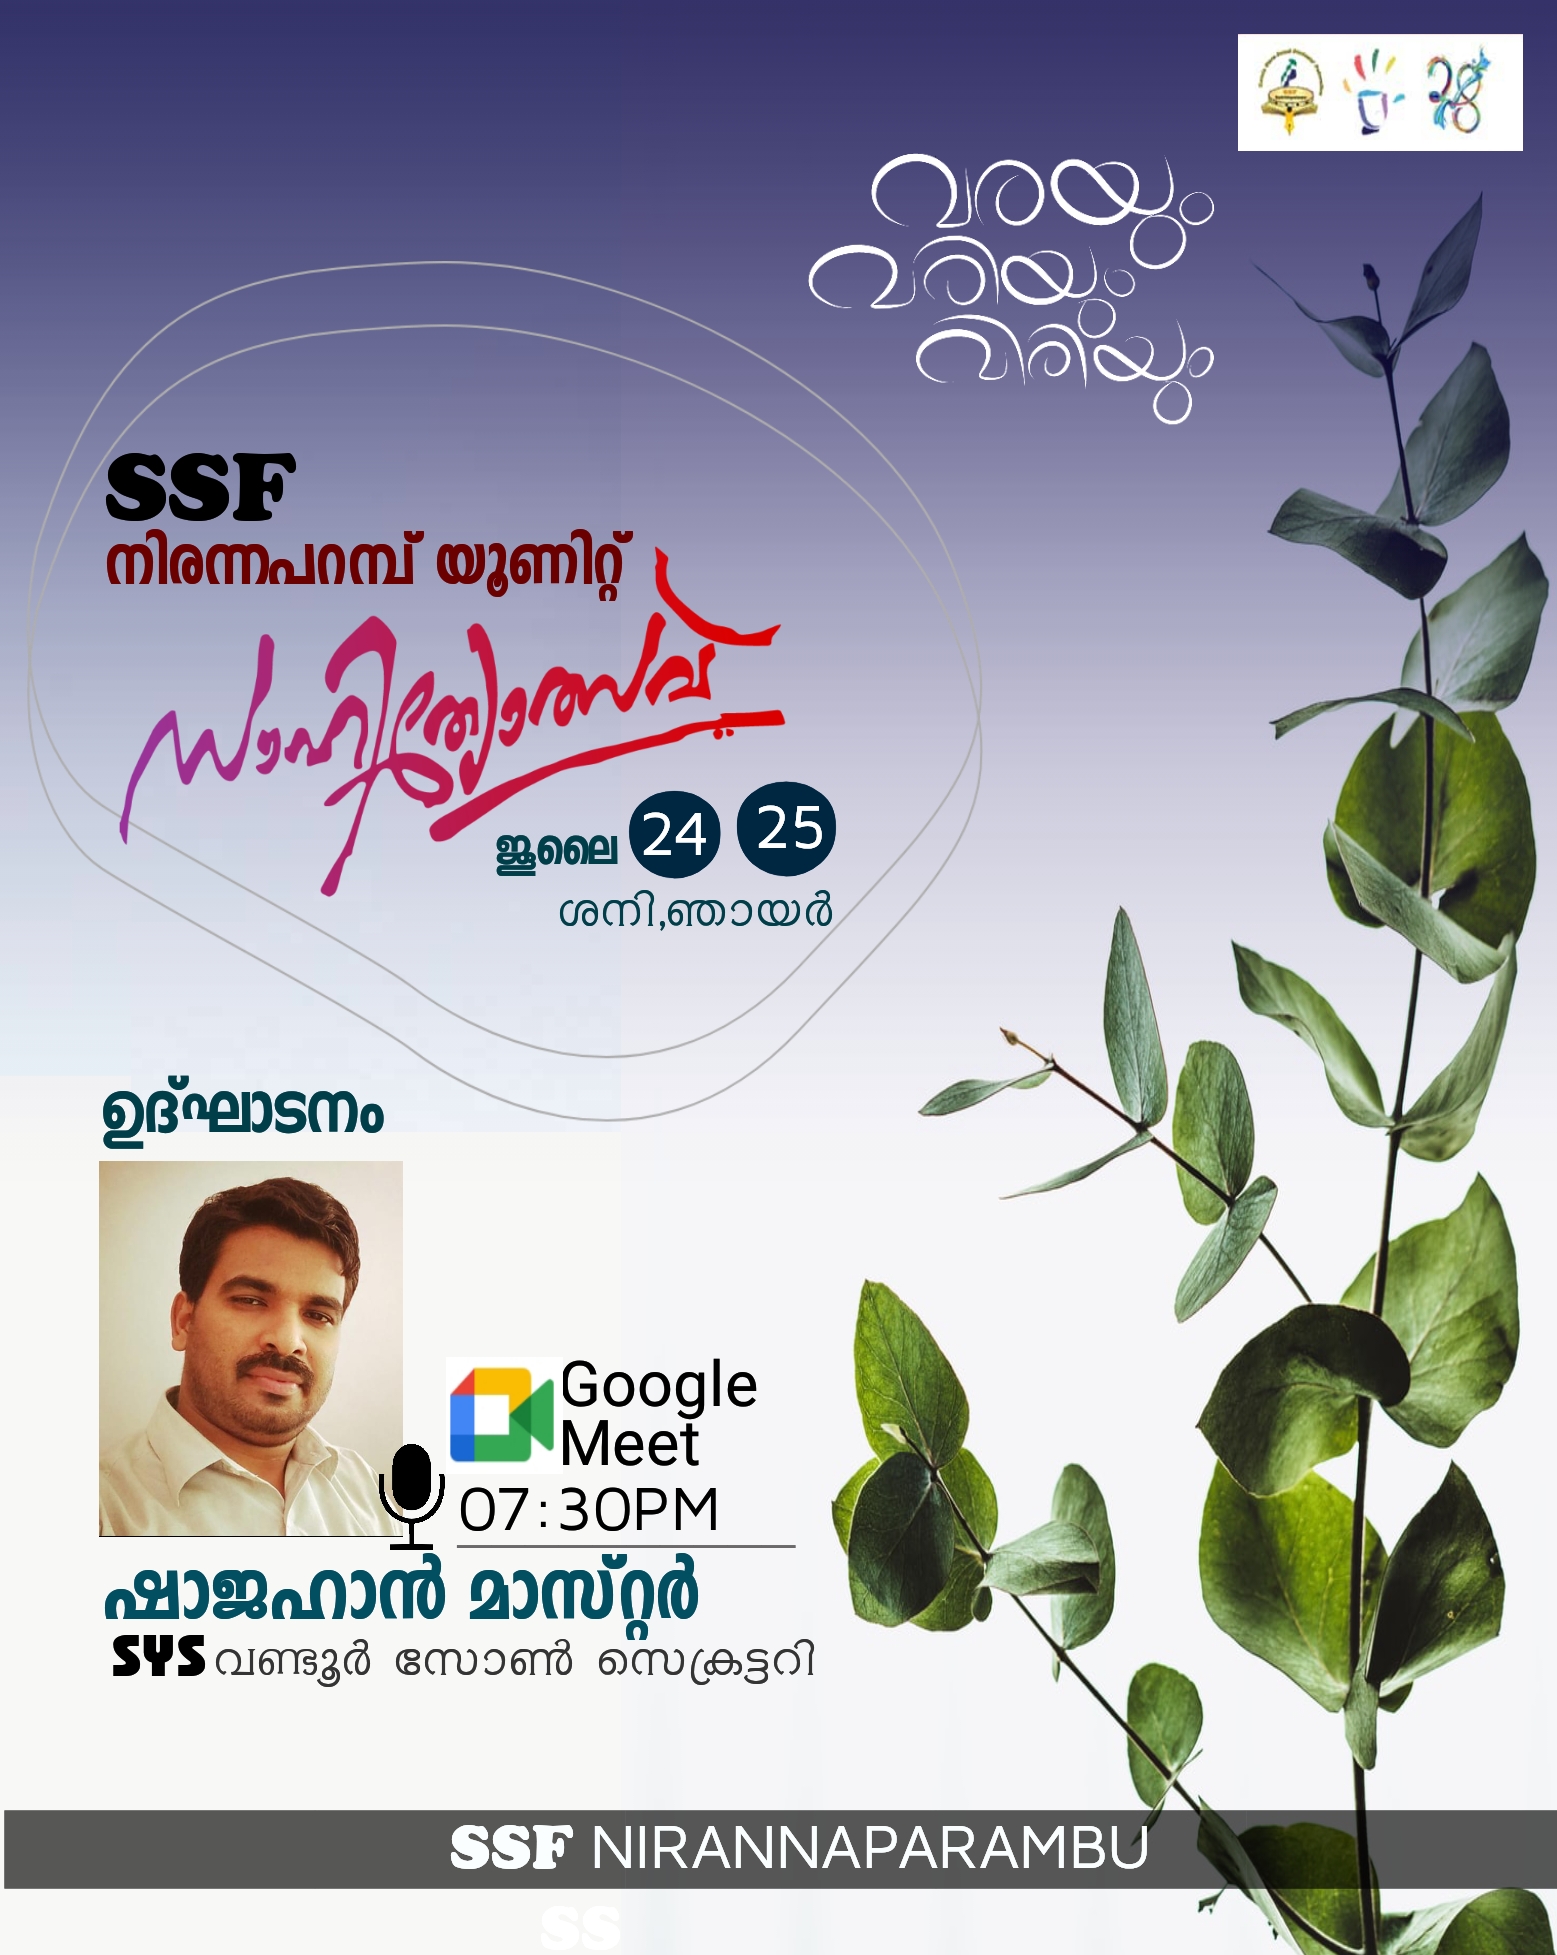 വരയും
വരിയും
വിരിയും
SSF
നിരന്നപറമ്പ് യൂണിറ്റ്
സാഹിത്യോത്സവ്
ജൂലൈ 24 25
ശനി,ഞായർ
ഉദ്ഘാടനം
Google
Meet
07:30PM
ഷാജഹാൻ മാസ്റ്റർ
SYS വണ്ടൂർ സോൺ സെക്രട്ടറി
SSF NIRANNAPARAMBU
SS